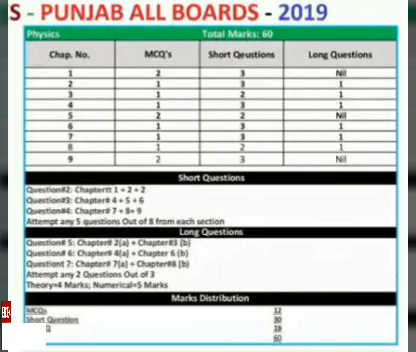 S - PUNJAB ALL BOARDS - 2019
Physics Total Marks: 60
Chap. No. MCQ's Short Qeustions Long Questions
1 2 3 Nil
2 1 3 1
3 1 2 1
4 1 3 1
5 2 2 Nil
6 1 3 1
7 1 3 1
8 1 2 1
9 2 3 Nil
Short Questions
Question#2: Chapter# 1 + 2 + 2
Question#3: Chapter# 4 + 5 + 6
Question#4: Chapter# 7 + 8+ 9
Attempt any 5 questions Out of 8 from each section
Long Questions
Question# 5: Chapter# 2(a) + Chapter#3 (b)
Question# 6: Chapter# 4(a) + Chapter 6 (b)
Question# 7: Chapter# 7(a) + Chapter#8 (b)
Attempt any 2 Questions Out of 3
Theory=4 Marks; Numerical=5 Marks
Marks Distribution
MCQs 12
Short Question 30
Q 18
60